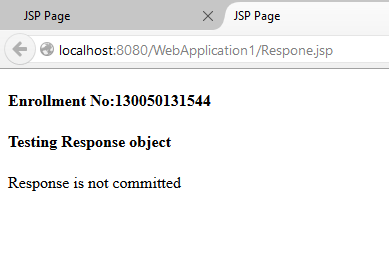 JSP Page
JSP Page
localhost:8080/WebApplication1/Respone.jsp
Enrollment No:130050131544
Testing Response object
Response is not committed